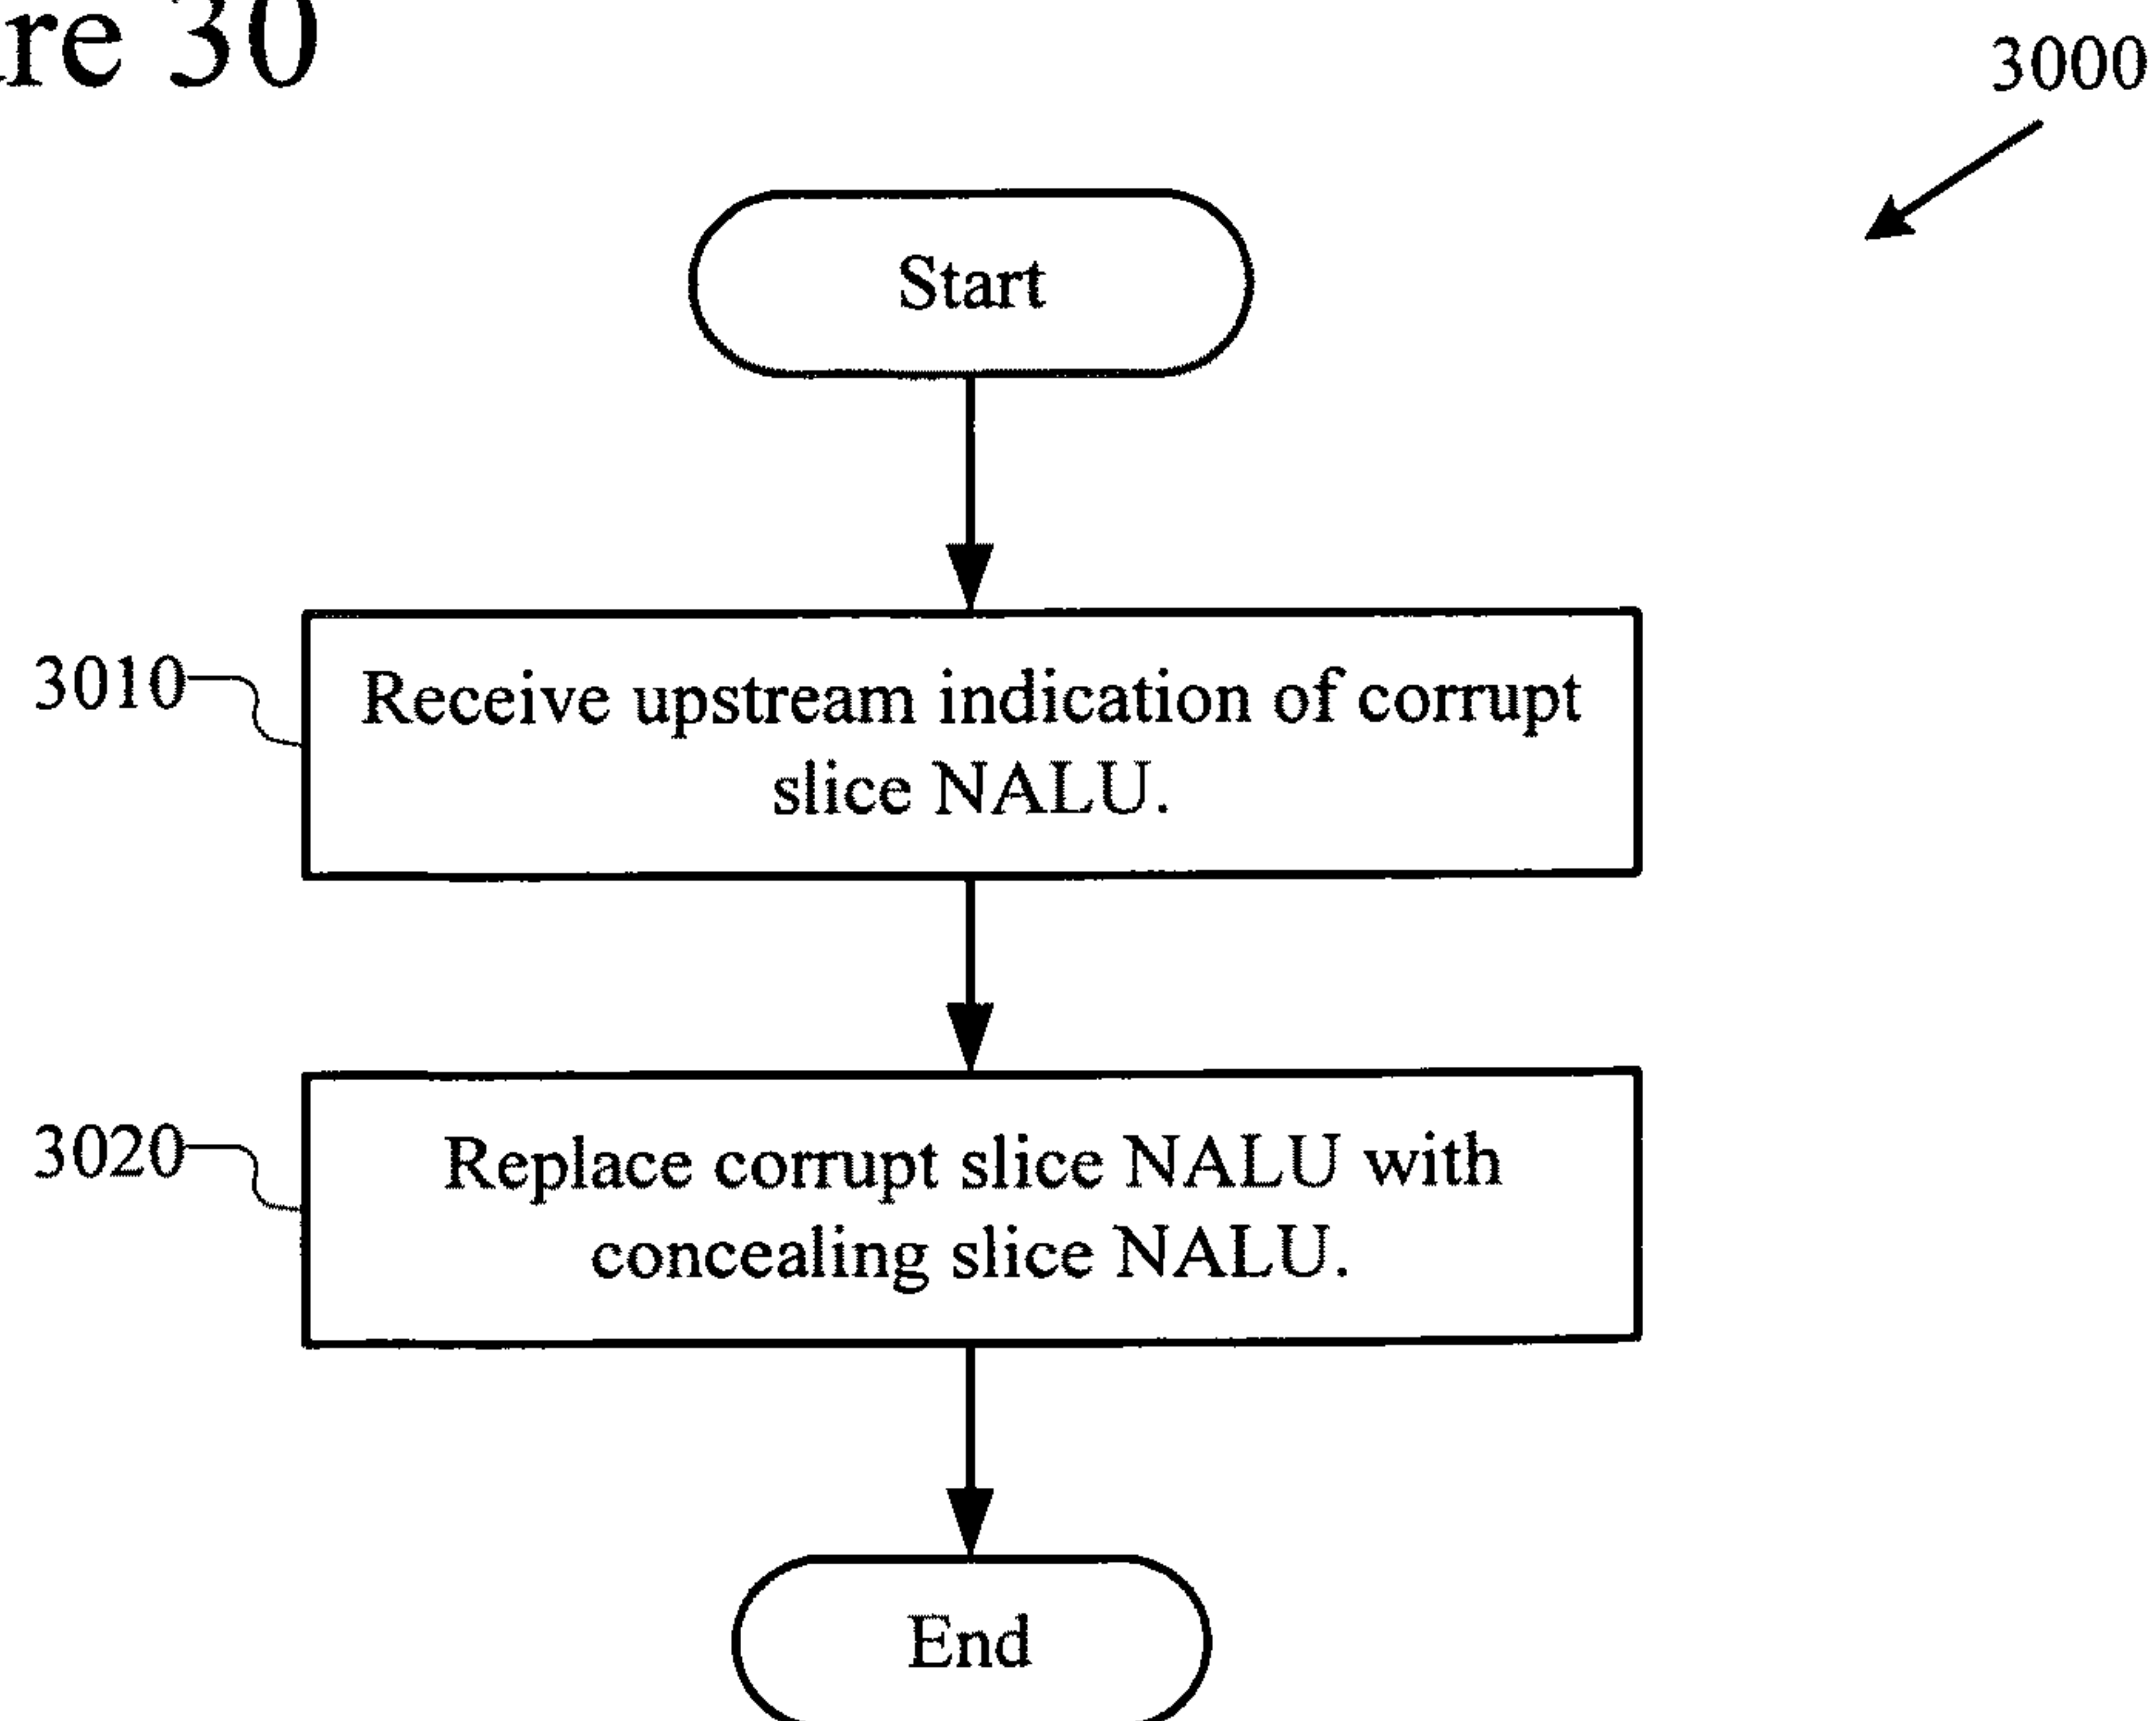 re 30
3000
Start
3010
Receive upstream indication of corrupt
slice NALU.
3020
Replace corrupt slice NALU with
concealing slice NALU.
End